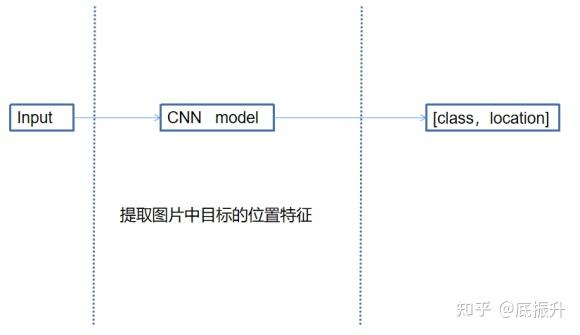 Input
CNN model
[class，location]
提取图片中目标的位置特征
知乎 @底振升